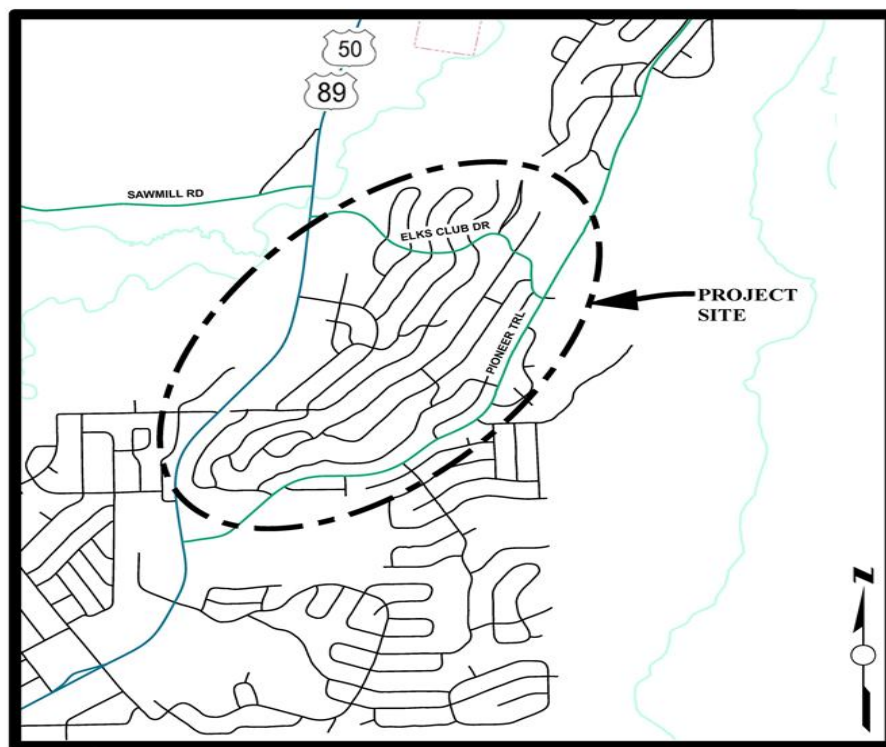 50
89
SAWMILL RD
ELKS CLUB DR
PROJECT
SITE
PIONEER TRL
N